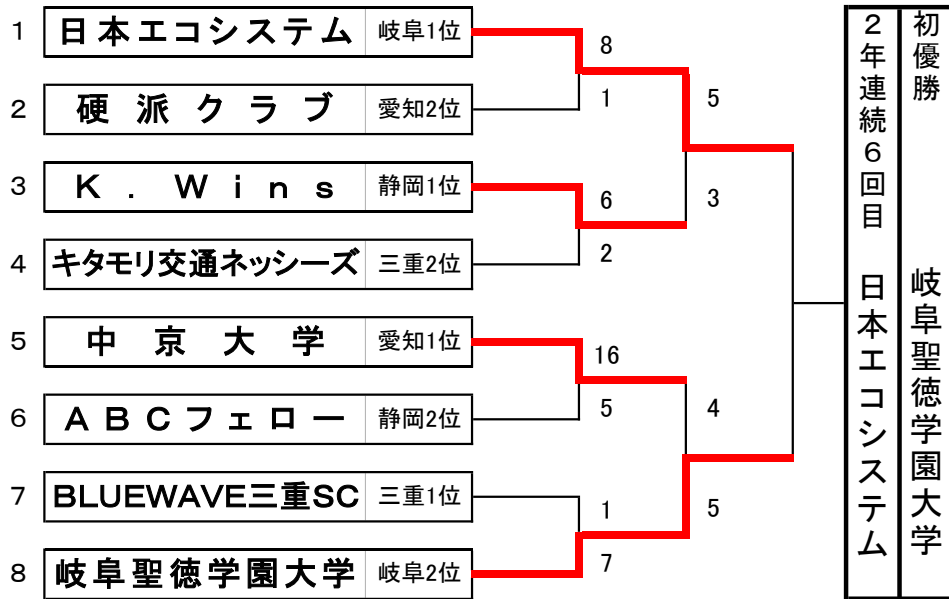 1 日本エコシステム 岐阜1位
2 硬派クラブ 愛知2位
3 K.Wins 静岡1位
4 キタモリ交通ネッシーズ 三重2位
5 中京大学 愛知1位
6 ABCフェロー 静岡2位
7 BLUEWAVE三重SC 三重1位
8 岐阜聖徳学園大学 岐阜2位
8
1
6
2
16
5
1
7
5
3
4
5
初優勝 岐阜聖徳学園大学
2年連続6回目 日本エコシステム